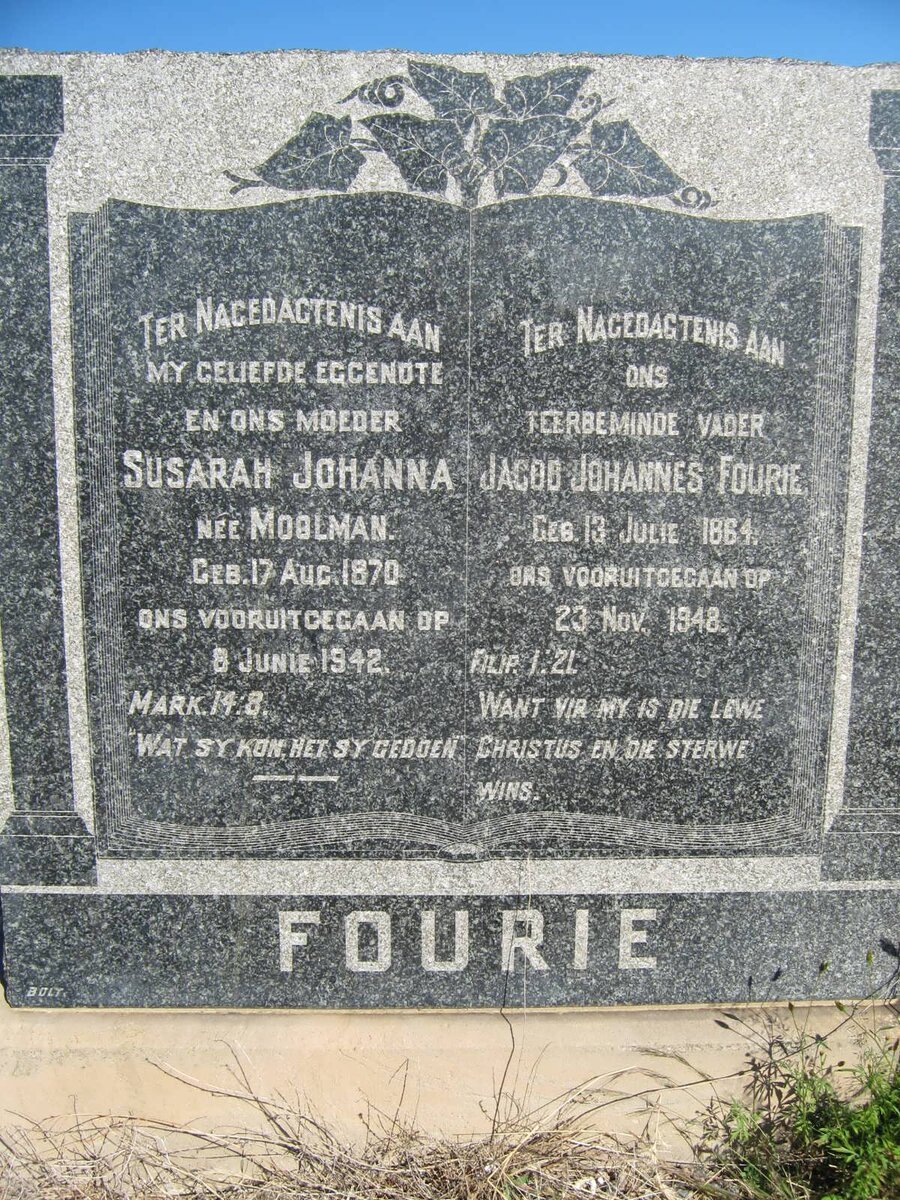 TER NAGEDAGTENIS AAN
MY GELIEFDE EGGENOTE
EN ONS MOEDER
SUSARAH JOHANNA
NEE MOOLMAN.
GEB. 17 AUG. 1870
ONS VOORUITGEGAAN OP
8 JUNIE 1942.
MARK. 14:8.
"WAT SY KON, HET SY GEDOEN"
TER NAGEDAGTENIS AAN
ONS
TEERBEMINDE VADER
JACOB JOHANNES FOURIE.
GEB. 13 JULIE 1864.
ONS VOORUITGEGAAN OP
23 NOV. 1948.
FILIP. 1:21.
WANT VIR MY IS DIE LEWE
CHRISTUS EN DIE STERWE
WINS.
FOURIE
BOLT.